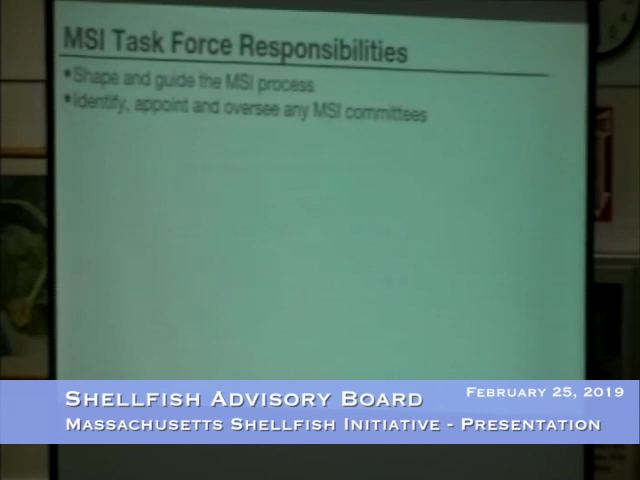 MSI Task Force Responsibilities
•Shape and guide the MSI process
•Identify, appoint and oversee any MSI committees
Shellfish Advisory Board
February 25, 2019
Massachusetts Shellfish Initiative - Presentation